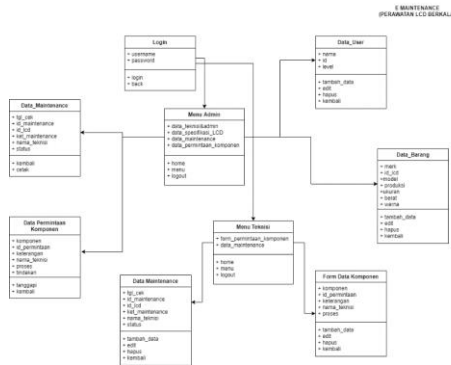 E MAINTENANCE
(PERAWATAN LCD BERKALA
Login
+ username
+ password
+ login
+ back
Data_User
+ name
+ id
+ level
+ tambah_data
+ edit
+ hapus
+ kembali
Data_Maintenance
+ tgl_cek
+ id_maintenance
+ id_lcd
+ ket_maintenance
+ nama_teknisi
+ status
+ kembali
+ cetak
Menu Admin
+ data_teknisi&admin
+ data_spesifikasi_LCD
+ data_maintenance
+ data_permintaan_komponen
+ home
+ menu
+ logout
Data_Barang
+ merk
+ id_lcd
+model
+ produksi
+ukuran
+ berat
+ warna
+ tambah_data
+ edit
+ hapus
+ kembali
Data Permintaan
Komponen
+ komponen
+ id_permintaan
+ keterangan
+ nama_teknisi
+ proses
+ tindakan
+ tanggapi
+ kembali
Menu Teknisi
+ form_permintaan_komponen
+ data_maintenance
+ home
+ menu
+ logout
Data Maintenance
+ tgl_cek
+ id_maintenance
+ id_lcd
+ ket_maintenance
+ nama_teknisi
+ status
+ tambah_data
+ edit
+ hapus
+ kembali
Form Data Komponen
+ komponen
+ id_permintaan
+ keterangan
+ nama_teknisi
+ proses
+ tambah_data
+ edit
+ hapus
+ kembali